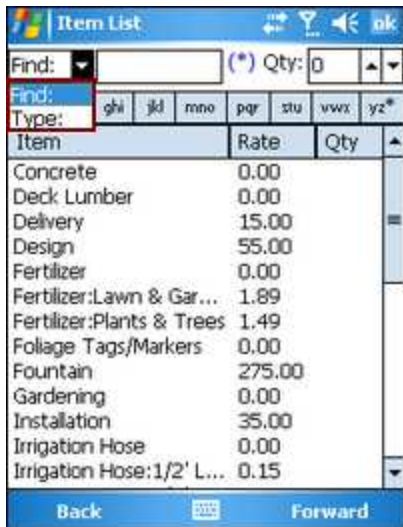 Item List ok
Find: (*) Qty: 0
Find: ghi jkl mno pqr stu vwx yz*
Type:
Item Rate Qty
Concrete 0.00
Deck Lumber 0.00
Delivery 15.00
Design 55.00
Fertilizer 0.00
Fertilizer:Lawn & Gar... 1.89
Fertilizer:Plants & Trees 1.49
Foliage Tags/Markers 0.00
Fountain 275.00
Gardening 0.00
Installation 35.00
Irrigation Hose 0.00
Irrigation Hose:1/2' L... 0.15
Back Forward